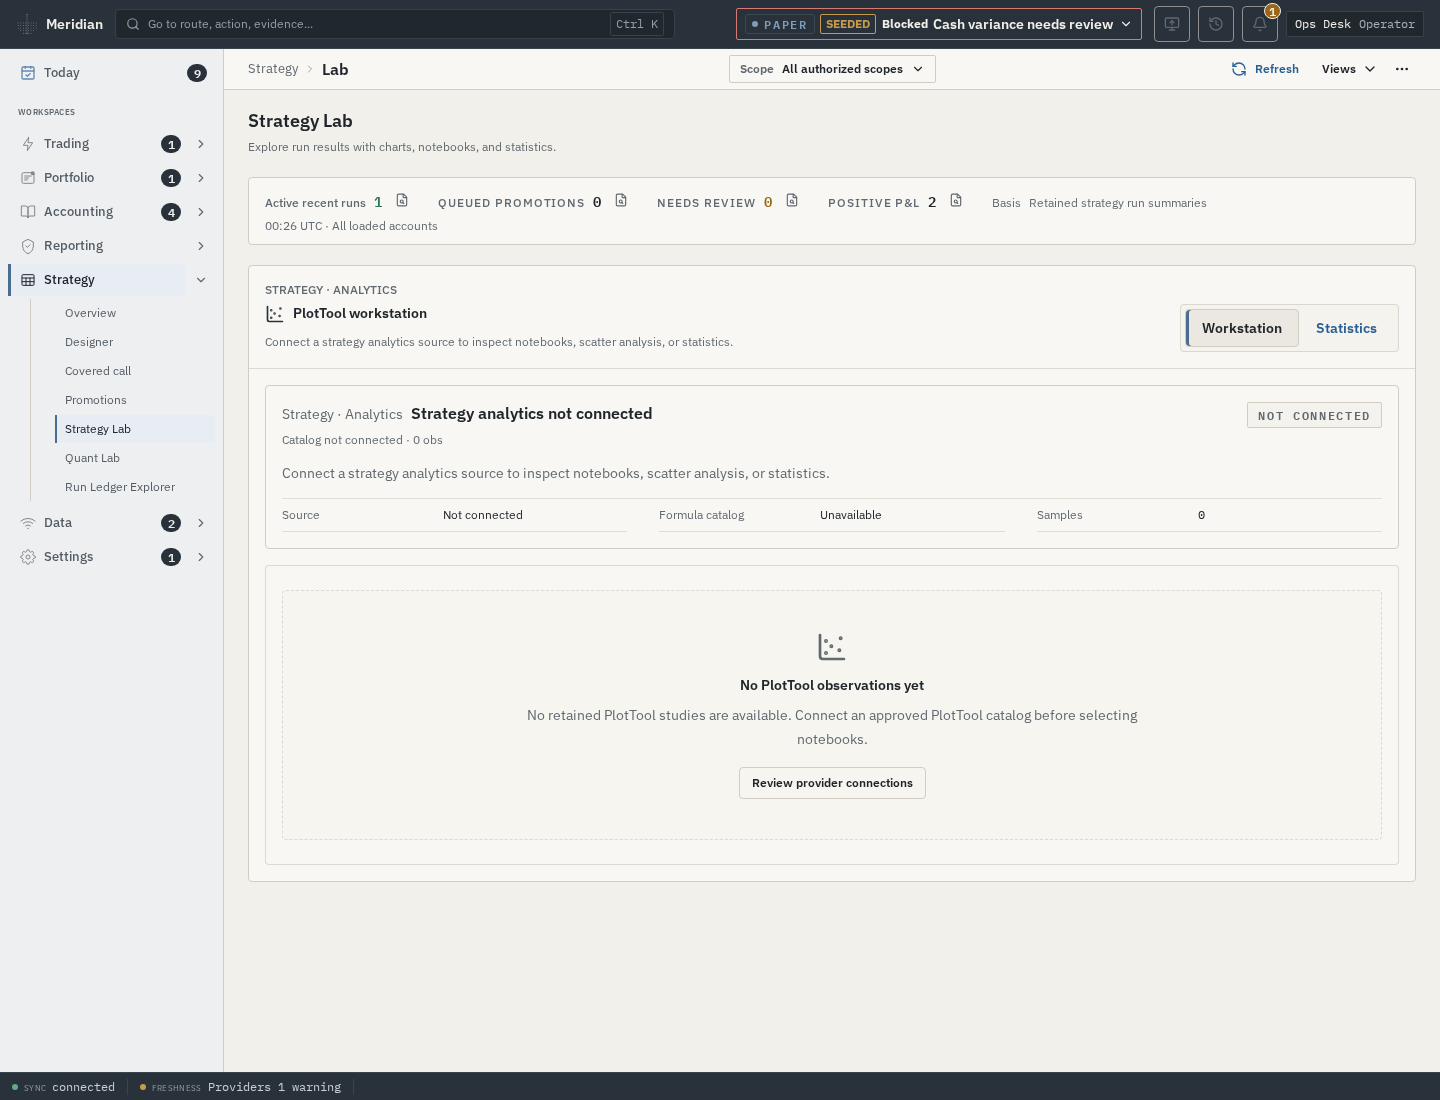 Meridian
Go to route, action, evidence...
Ctrl K
PAPER
SEEDED
Blocked Cash variance needs review
1
Ops Desk Operator
Today 9
WORKSPACES
Trading 1
Portfolio 1
Accounting 4
Reporting
Strategy
Overview
Designer
Covered call
Promotions
Strategy Lab
Quant Lab
Run Ledger Explorer
Data 2
Settings 1
Strategy > Lab
Scope All authorized scopes
Refresh
Views
Strategy Lab
Explore run results with charts, notebooks, and statistics.
Active recent runs 1 QUEUED PROMOTIONS 0 NEEDS REVIEW 0 POSITIVE P&L 2 Basis Retained strategy run summaries
00:26 UTC · All loaded accounts
STRATEGY · ANALYTICS
PlotTool workstation
Connect a strategy analytics source to inspect notebooks, scatter analysis, or statistics.
Workstation Statistics
Strategy · Analytics Strategy analytics not connected
NOT CONNECTED
Catalog not connected · 0 obs
Connect a strategy analytics source to inspect notebooks, scatter analysis, or statistics.
Source Not connected Formula catalog Unavailable Samples 0
No PlotTool observations yet
No retained PlotTool studies are available. Connect an approved PlotTool catalog before selecting
notebooks.
Review provider connections
SYNC connected FRESHNESS Providers 1 warning